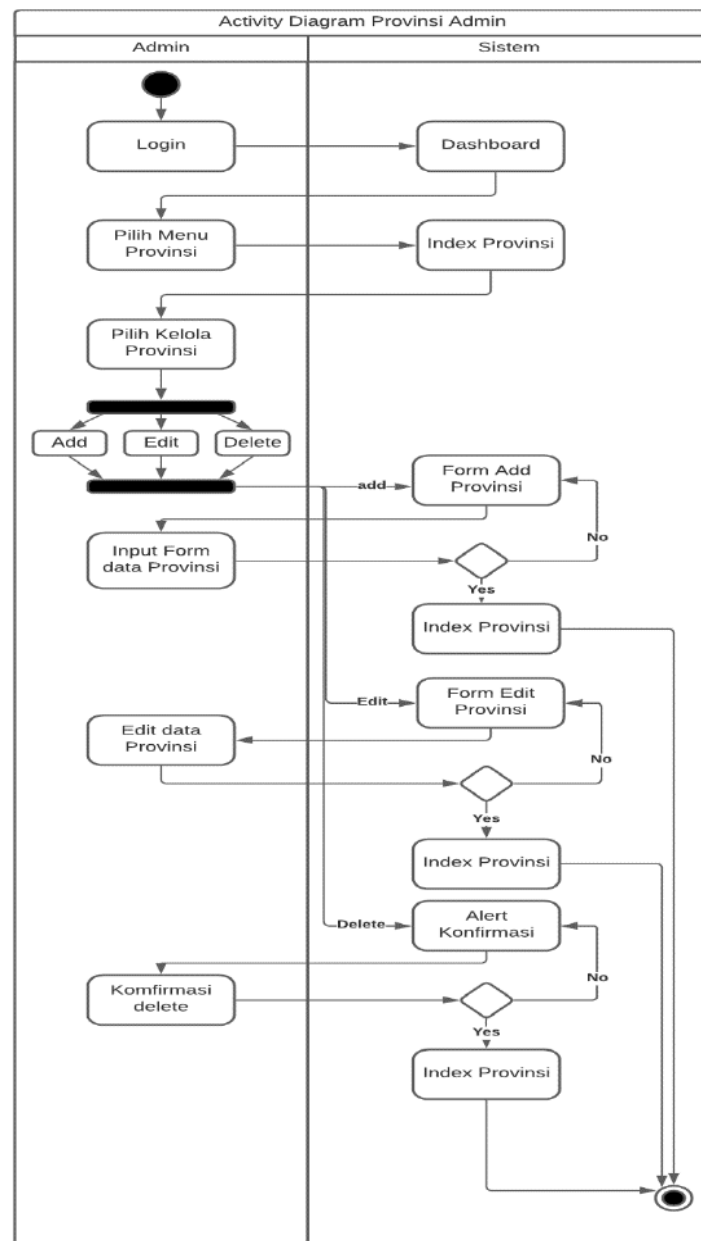 Activity Diagram Provinsi Admin
Admin
Sistem
Login
Dashboard
Pilih Menu
Provinsi
Index Provinsi
Pilih Kelola
Provinsi
Add
Edit
Delete
add
Form Add
Provinsi
No
Input Form
data Provinsi
Yes
Index Provinsi
Edit
Form Edit
Provinsi
Edit data
Provinsi
No
Yes
Index Provinsi
Delete
Alert
Konfirmasi
No
Komfirmasi
delete
Yes
Index Provinsi